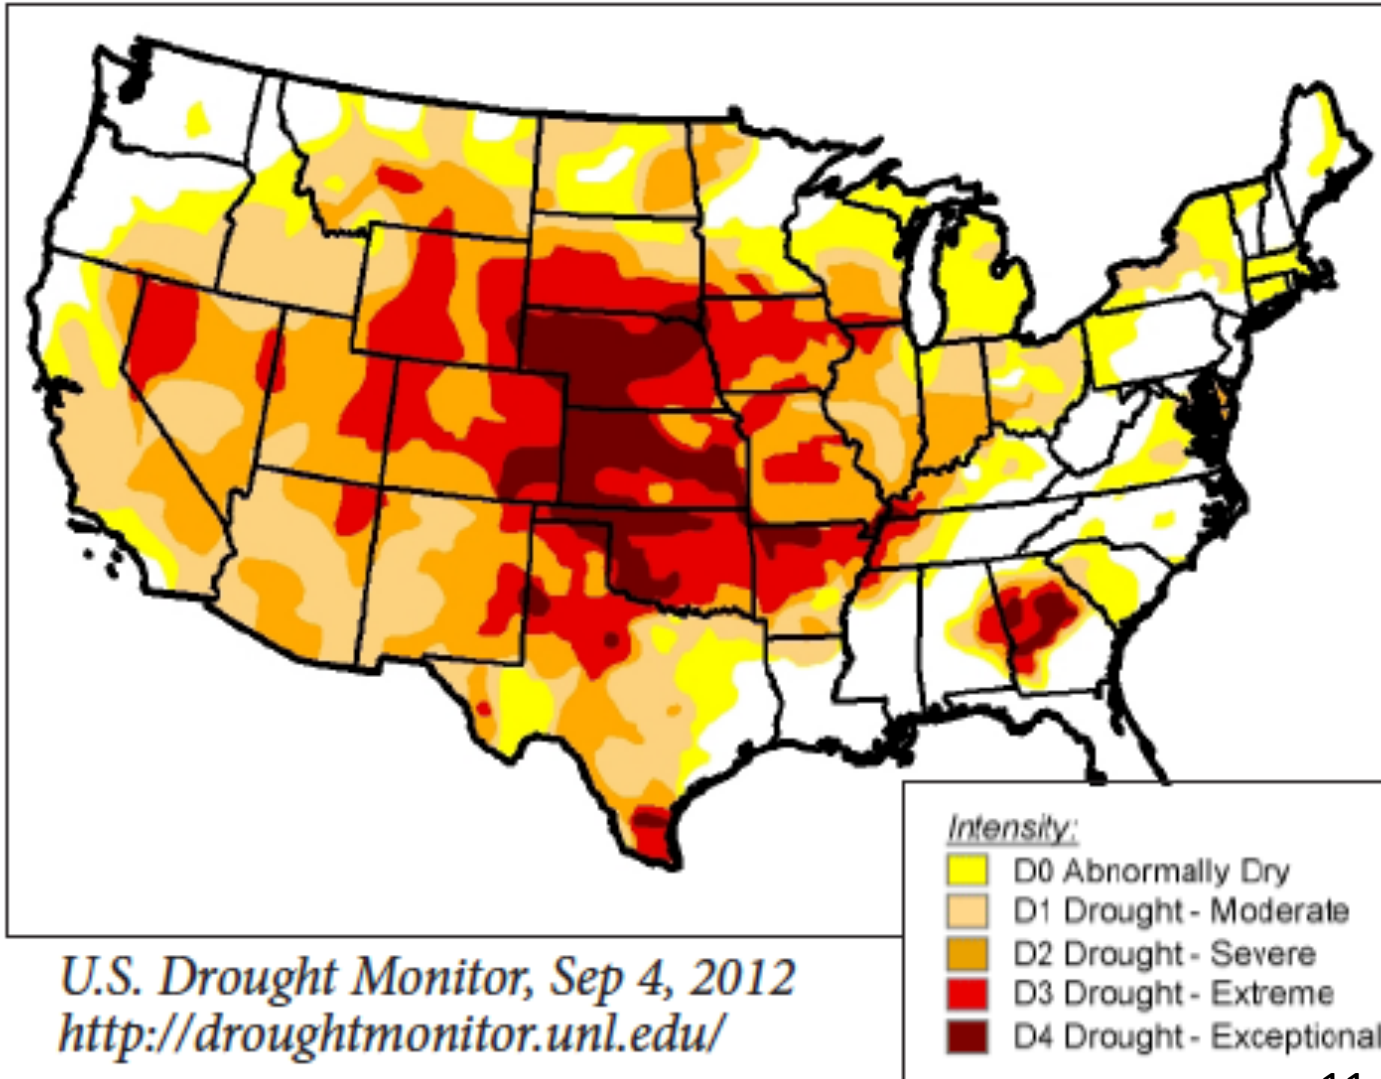 Intensity:
D0 Abnormally Dry
D1 Drought - Moderate
D2 Drought - Severe
D3 Drought - Extreme
D4 Drought - Exceptional
U.S. Drought Monitor, Sep 4, 2012
http://droughtmonitor.unl.edu/